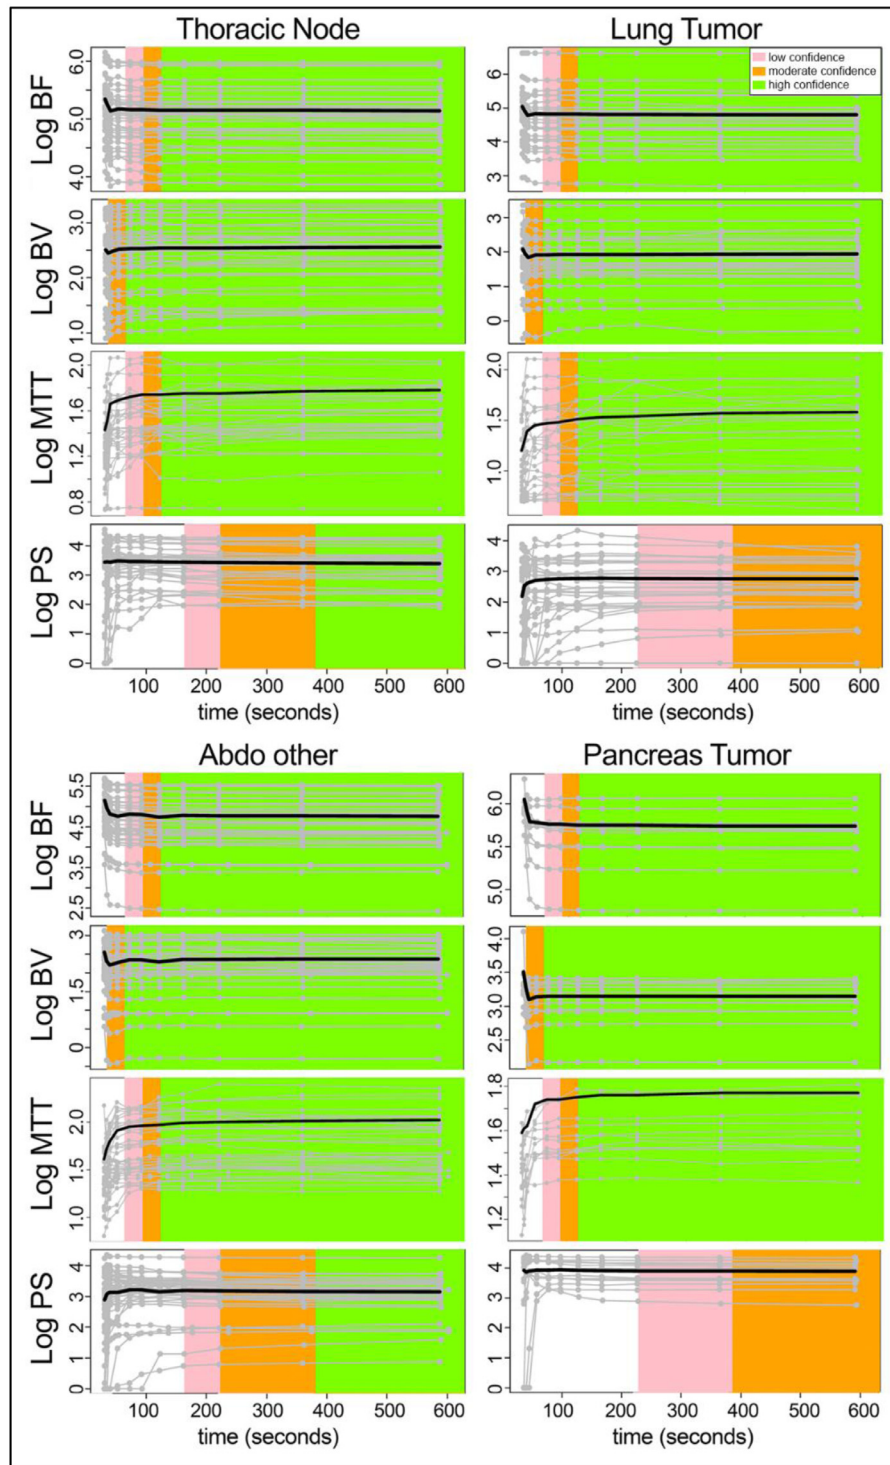 Thoracic Node
Lung Tumor
low confidence
moderate confidence
high confidence
Log BF
6.0
5.0
4.0
6
5
4
3
Log BV
3.0
2.0
1.0
3
2
1
0
Log MTT
2.0
1.6
1.2
0.8
2.0
1.5
1.0
Log PS
4
3
2
1
0
4
3
2
1
0
100 200 300 400 500 600
100 200 300 400 500 600
time (seconds)
time (seconds)
Abdo other
Pancreas Tumor
Log BF
5.5
4.5
3.5
2.5
6.0
5.5
5.0
Log BV
3
1.5
0
4.0
3.5
3.0
2.5
Log MTT
2.0
1.5
1.0
1.8
1.6
1.4
1.2
Log PS
4
3
2
1
0
4
3
2
1
0
100 200 300 400 500 600
100 200 300 400 500 600
time (seconds)
time (seconds)